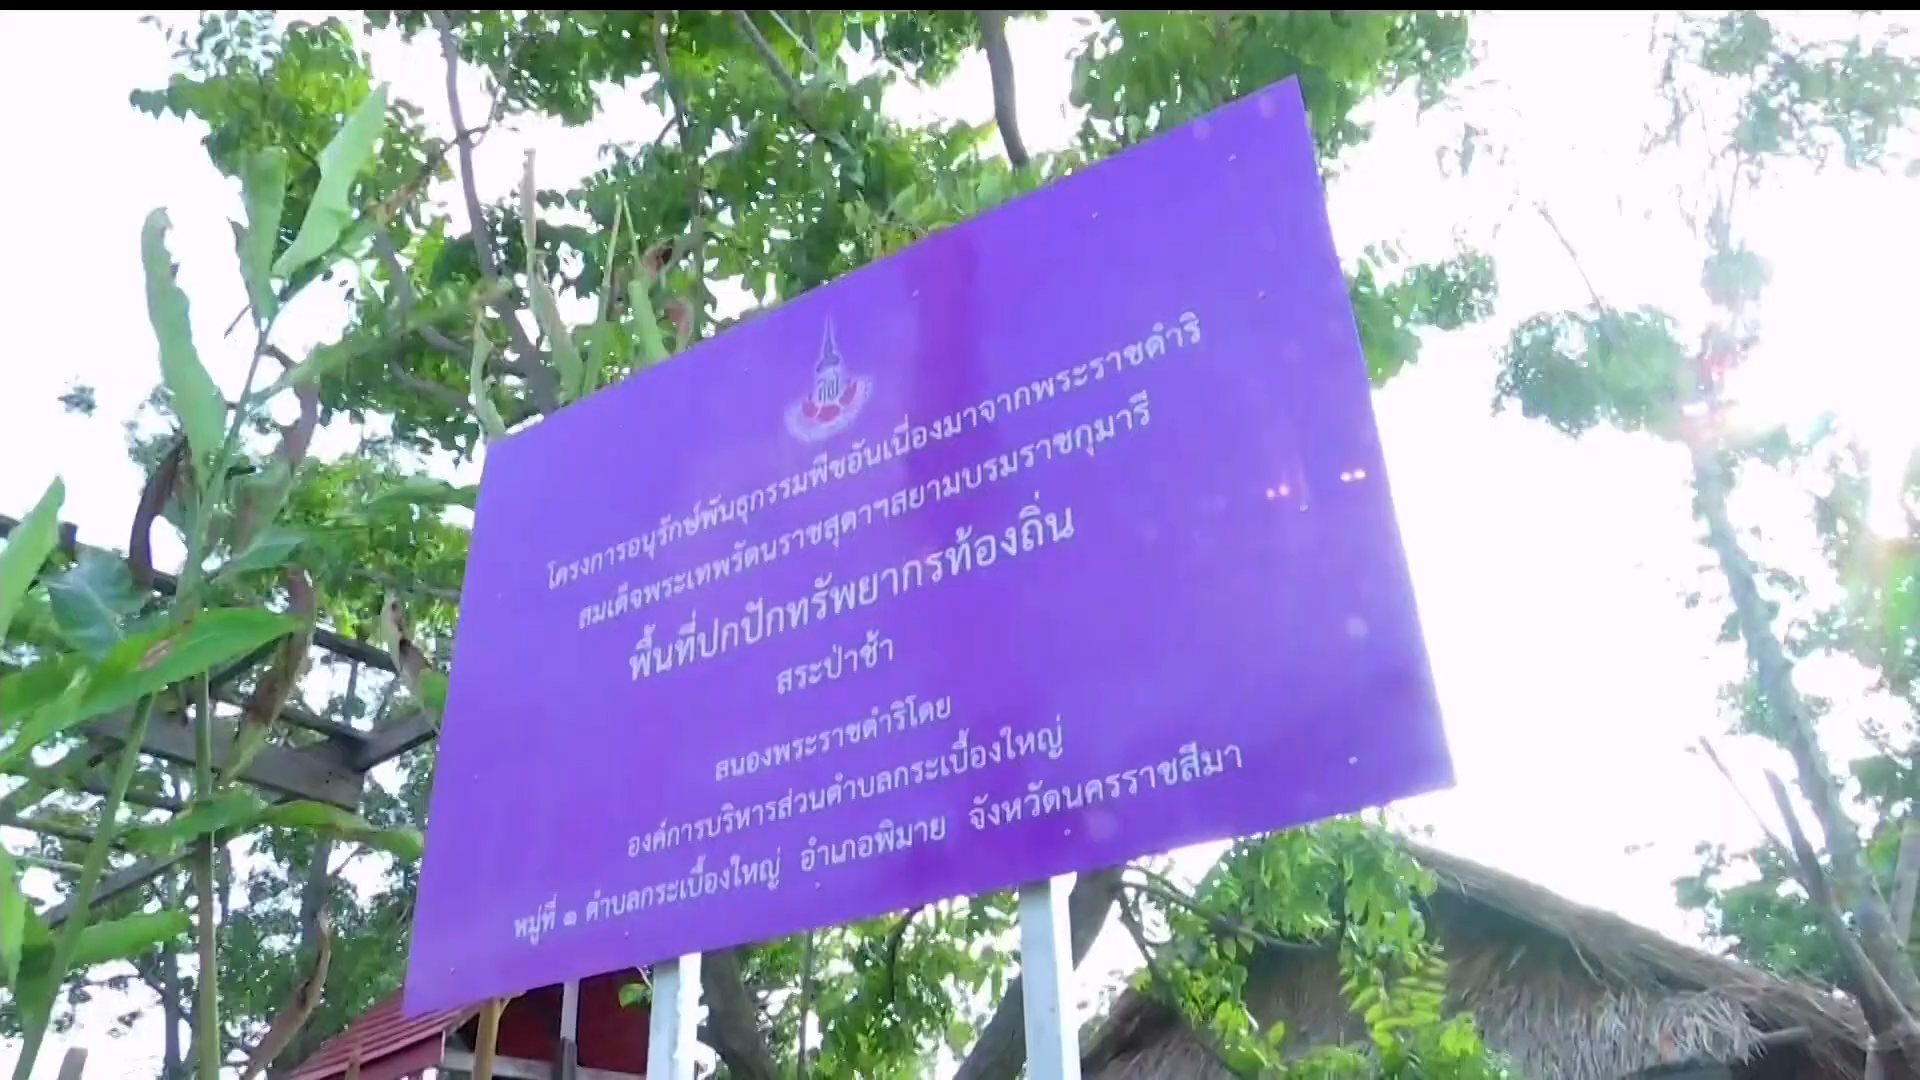 โครงการอนุรักษ์พันธุกรรมพืชอันเนื่องมาจากพระราชดำริ
สมเด็จพระเทพรัตนราชสุดาฯสยามบรมราชกุมารี
พื้นที่ปกปักทรัพยากรท้องถิ่น
สระป่าช้า
สนองพระราชดำริโดย
องค์การบริหารส่วนตำบลกระเบื้องใหญ่
หมู่ที่ ๑ ตำบลกระเบื้องใหญ่ อำเภอพิมาย จังหวัดนครราชสีมา